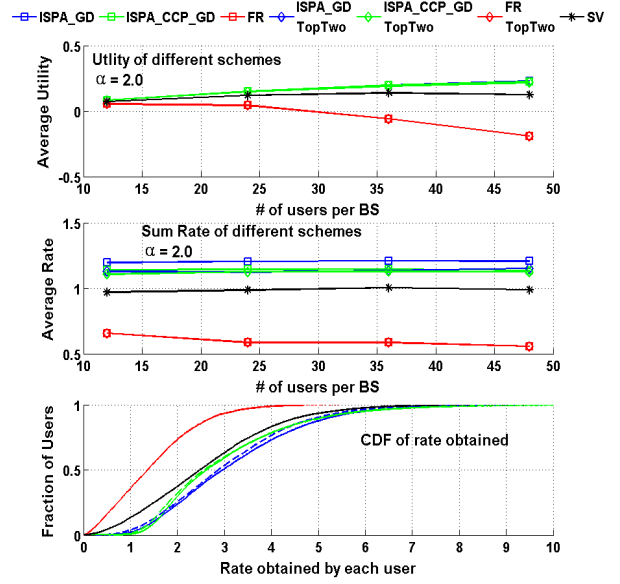 ISPA_GD ISPA_CCP_GD FR ISPA_GD TopTwo ISPA_CCP_GD TopTwo FR TopTwo SV
0.5
Utlity of different schemes
α = 2.0
0
-0.5
Average Utility
10 15 20 25 30 35 40 45 50
# of users per BS
1.5
Sum Rate of different schemes
α = 2.0
1
0.5
Average Rate
10 15 20 25 30 35 40 45 50
# of users per BS
1
CDF of rate obtained
0.5
0
Fraction of Users
0 1 2 3 4 5 6 7 8 9 10
Rate obtained by each user